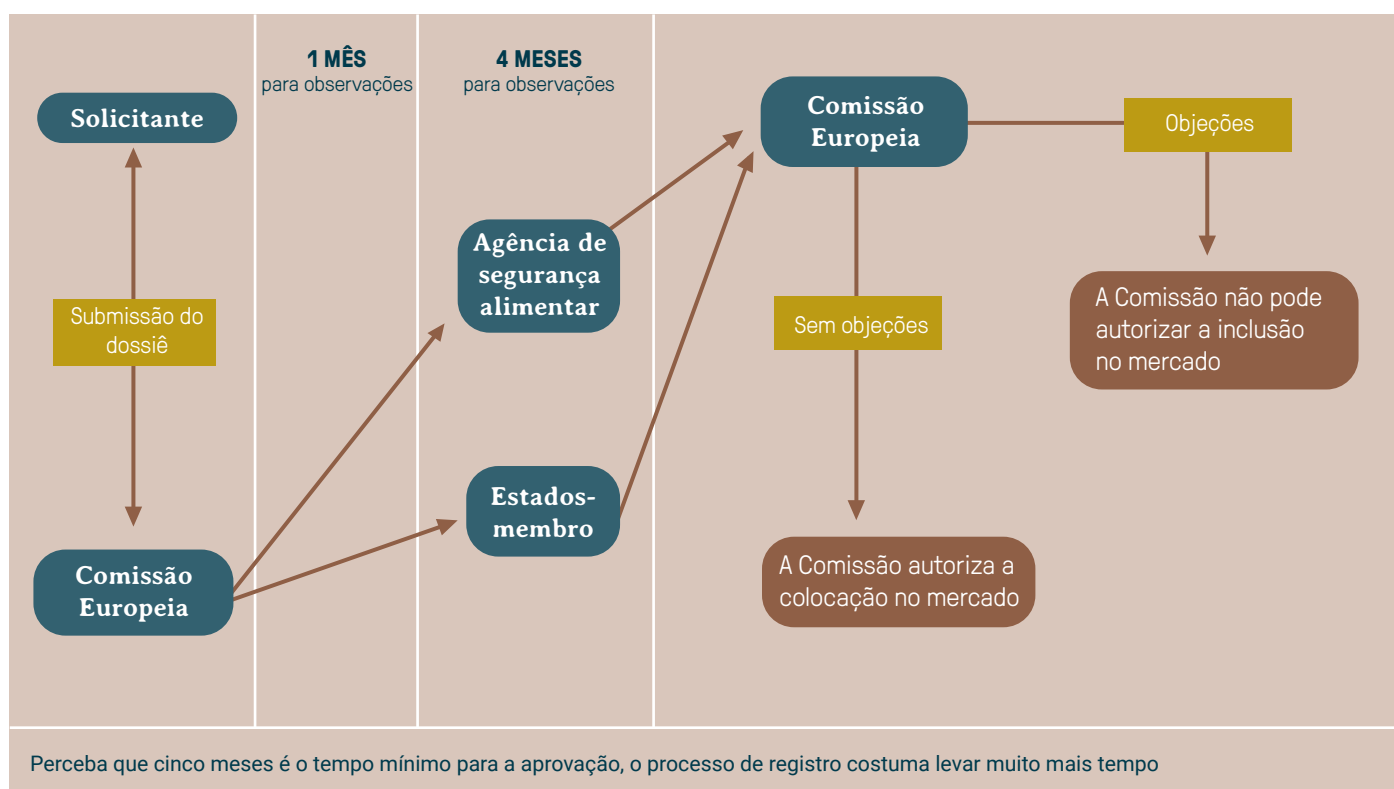 Solicitante
Submissão do
dossiê
Comissão
Europeia
1 MÊS
para observações
4 MESES
para observações
Agência de
segurança
alimentar
Estados-
membro
Comissão
Europeia
Objeções
Sem objeções
A Comissão não pode
autorizar a inclusão
no mercado
A Comissão autoriza a
colocação no mercado
Perceba que cinco meses é o tempo mínimo para a aprovação, o processo de registro costuma levar muito mais tempo